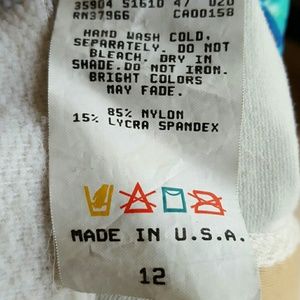 35904 51610 47 020
RN37966 CA00158
HAND WASH COLD,
SEPARATELY. DO NOT
BLEACH. DRY IN
SHADE.DO NOT IRON.
BRIGHT COLORS
MAY FADE.
85% NYLON
15% LYCRA SPANDEX
MADE IN U.S.A.
12